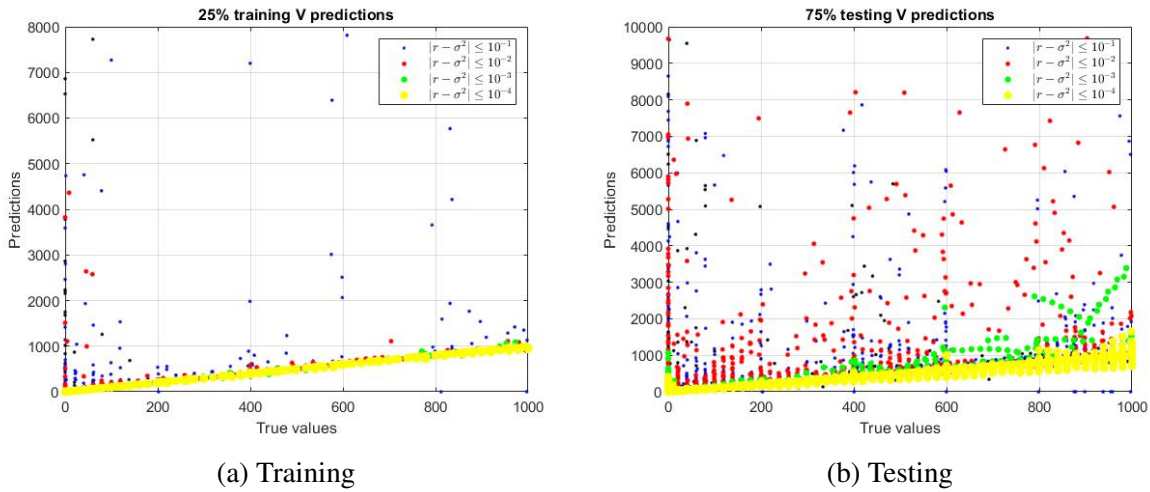 25% training V predictions
8000
7000
6000
5000
4000
3000
2000
1000
0
Predictions
|r − σ²| ≤ 10⁻¹
|r − σ²| ≤ 10⁻²
|r − σ²| ≤ 10⁻³
|r − σ²| ≤ 10⁻⁴
0 200 400 600 800 1000
True values
(a) Training
75% testing V predictions
10000
9000
8000
7000
6000
5000
4000
3000
2000
1000
0
Predictions
|r − σ²| ≤ 10⁻¹
|r − σ²| ≤ 10⁻²
|r − σ²| ≤ 10⁻³
|r − σ²| ≤ 10⁻⁴
0 200 400 600 800 1000
True values
(b) Testing